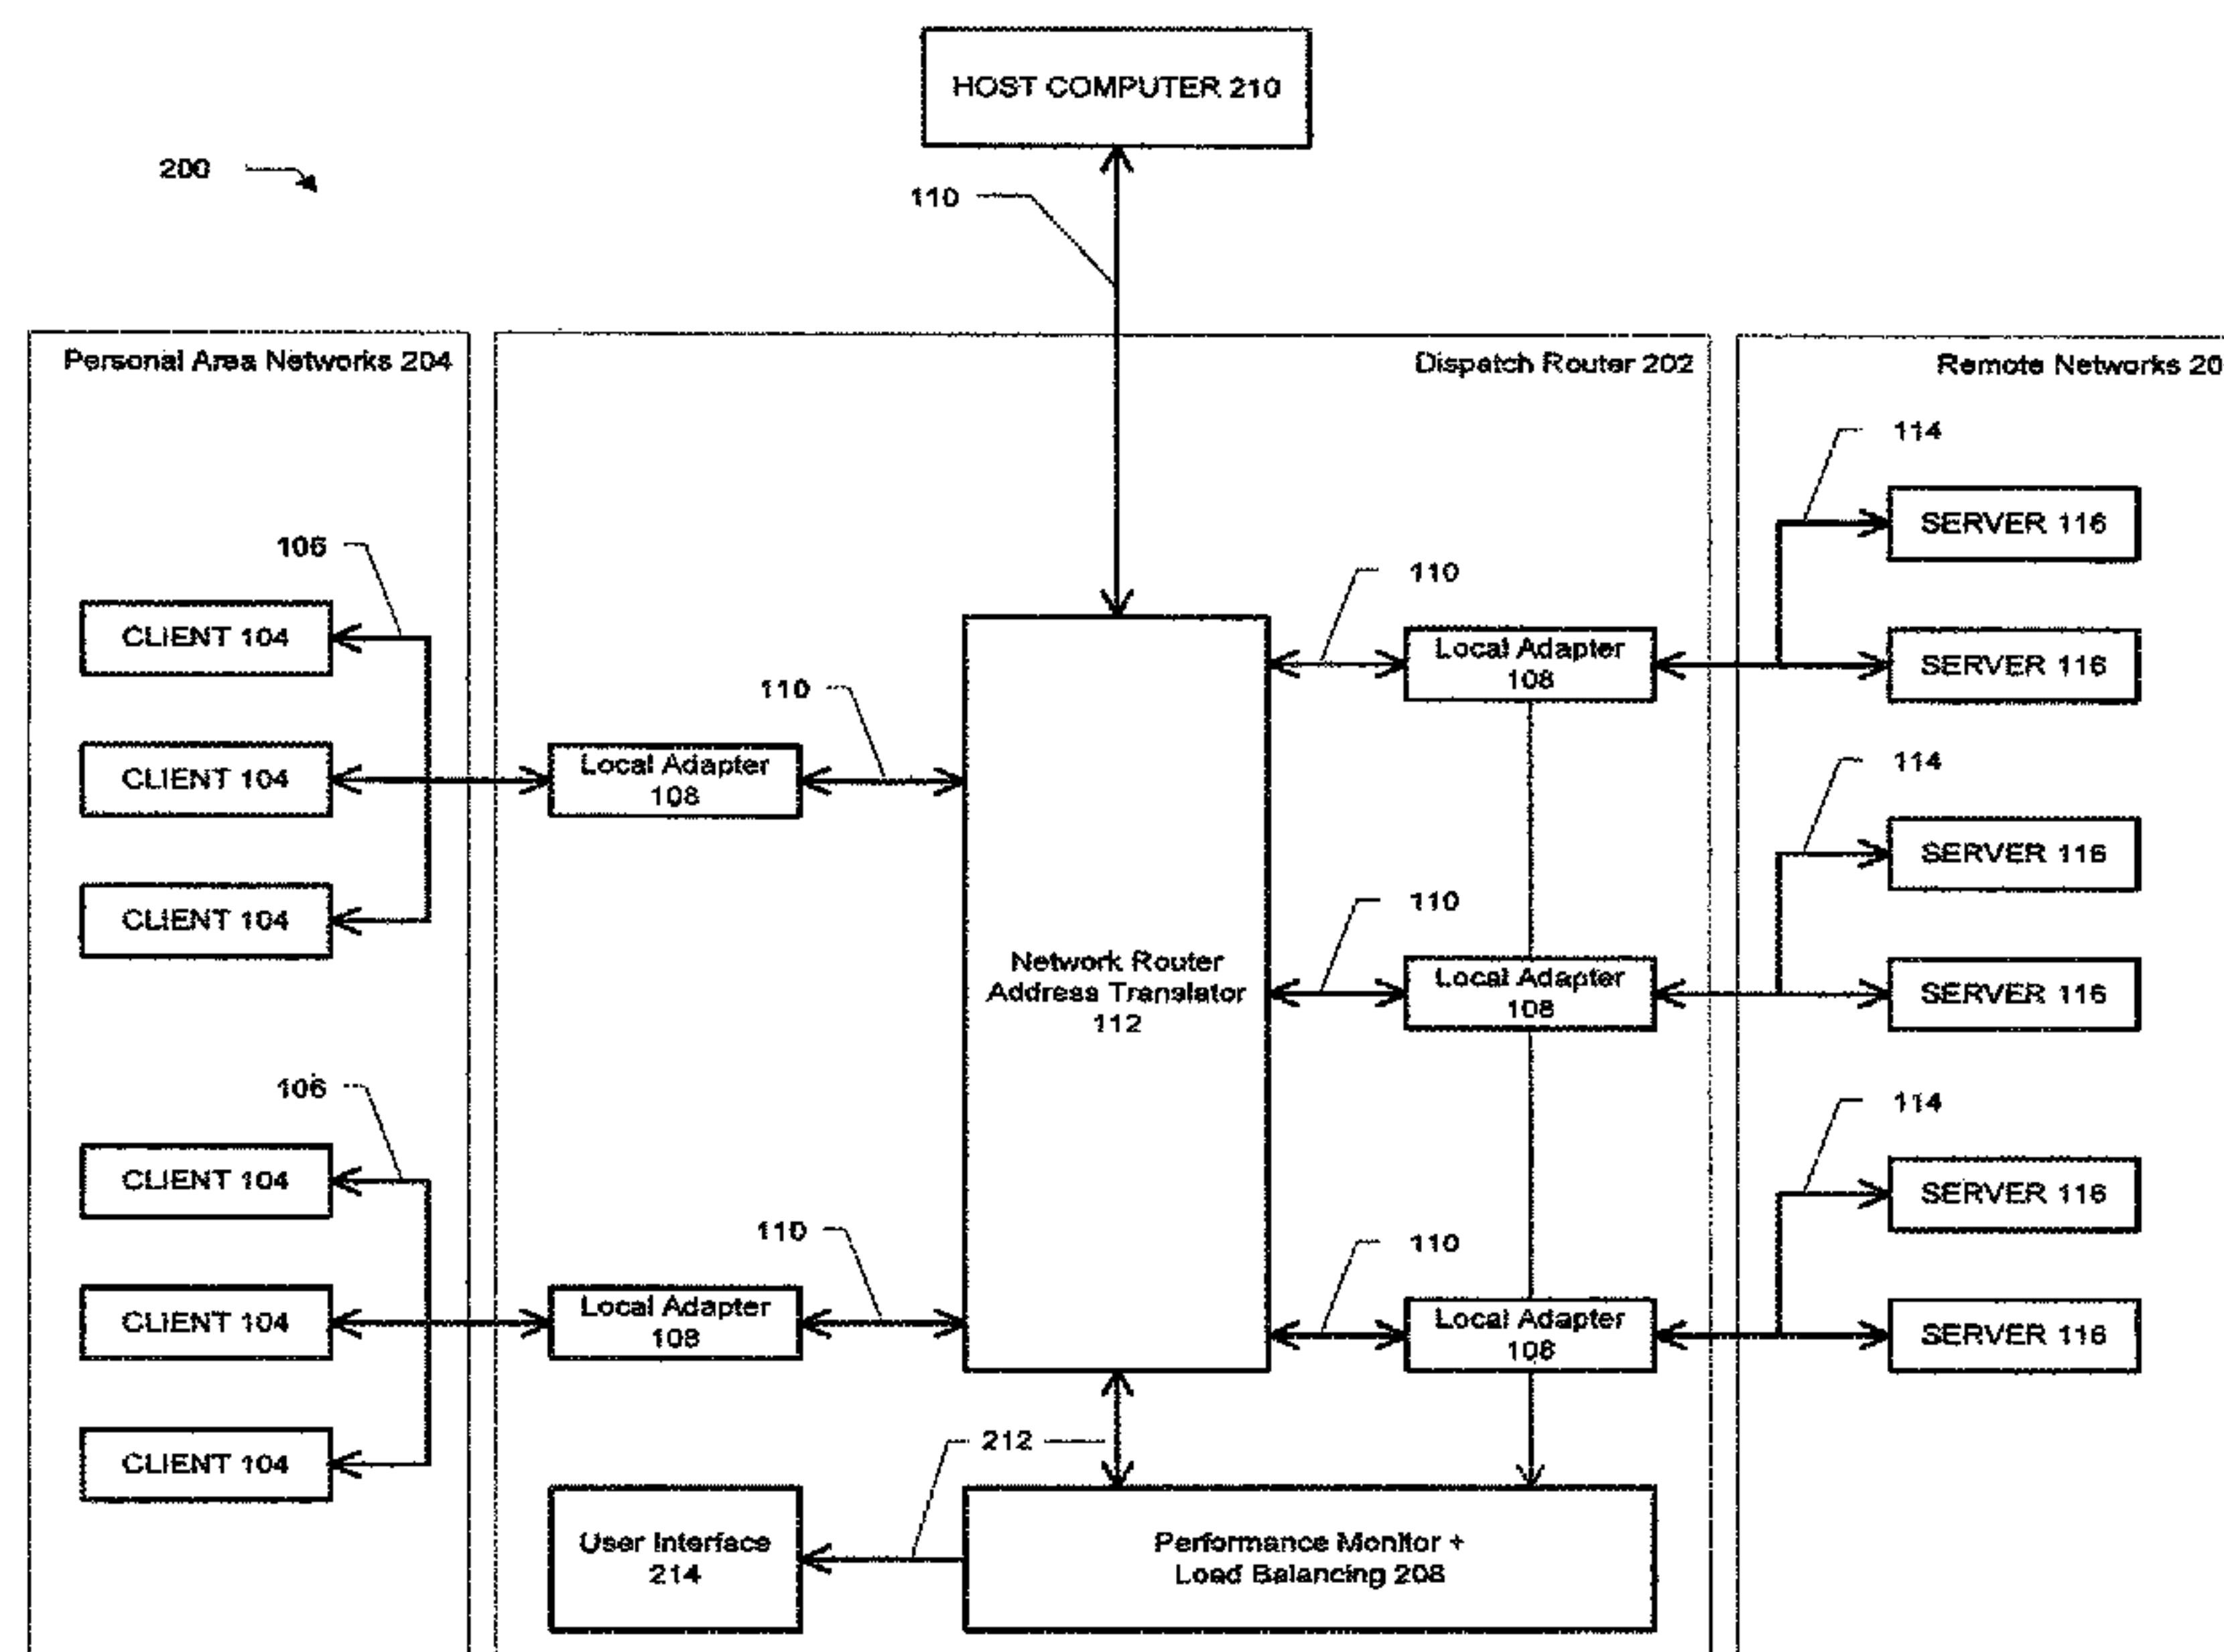 HOST COMPUTER 210
200
110
Personal Area Networks 204
Dispatch Router 202
Remote Networks 20
114
SERVER 116
106
110
CLIENT 104
Local Adapter
108
SERVER 116
110
CLIENT 104
Local Adapter
108
114
SERVER 116
CLIENT 104
110
Network Router
Address Translator
112
Local Adapter
108
SERVER 116
106
114
CLIENT 104
SERVER 116
110
110
CLIENT 104
Local Adapter
108
Local Adapter
108
SERVER 116
CLIENT 104
212
User Interface
214
Performance Monitor +
Load Balancing 208